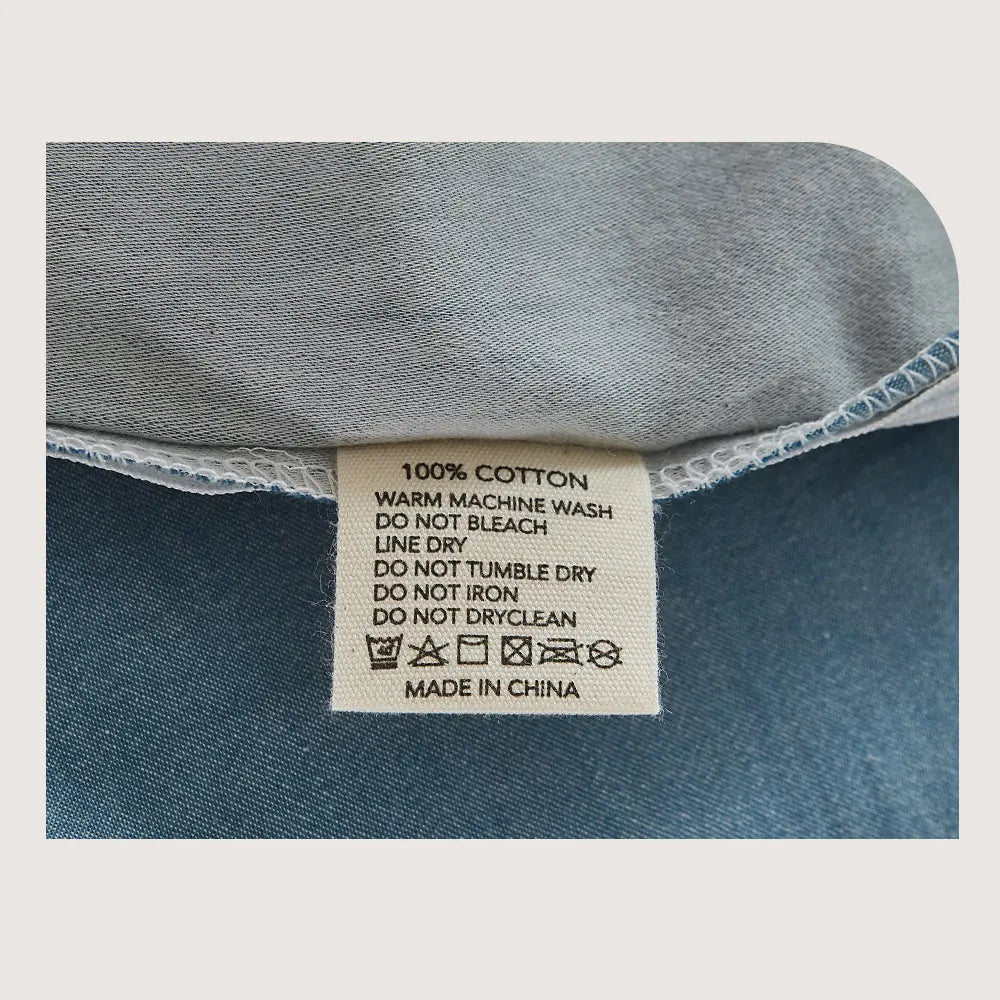 100% COTTON
WARM MACHINE WASH
DO NOT BLEACH
LINE DRY
DO NOT TUMBLE DRY
DO NOT IRON
DO NOT DRYCLEAN
40
MADE IN CHINA